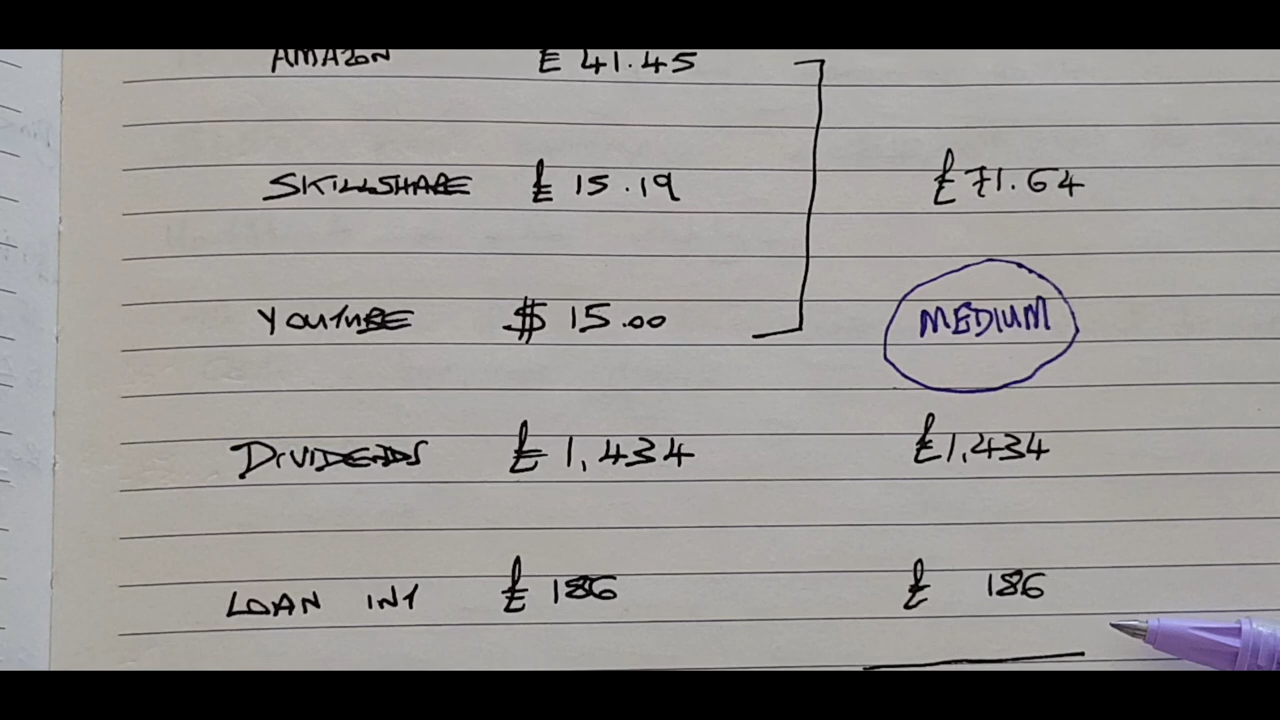 AMAZON £ 41.45
SKILLSHARE £ 15.19 £71.64
YOUTUBE $ 15.00 MEDIUM
DIVIDENDS £ 1,434 £1,434
LOAN INT £ 186 £ 186